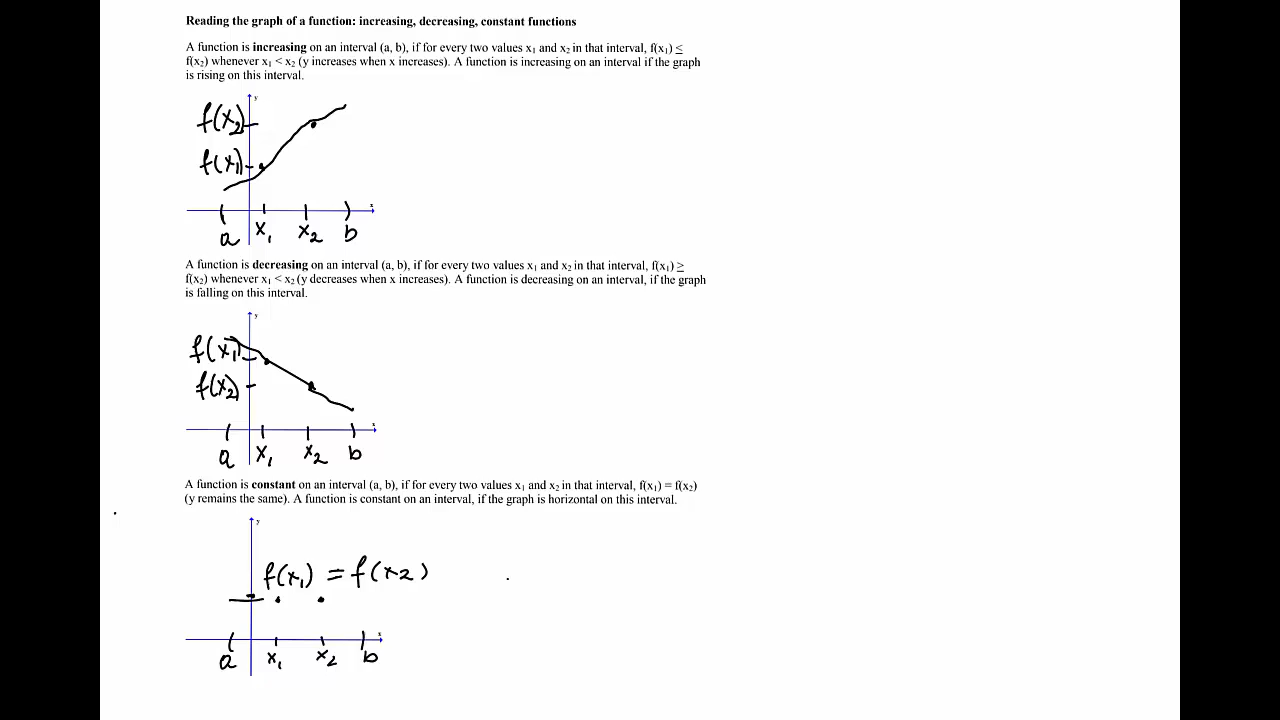 Reading the graph of a function: increasing, decreasing, constant functions
A function is increasing on an interval (a, b), if for every two values x₁ and x₂ in that interval, f(x₁) ≤
f(x₂) whenever x₁ < x₂ (y increases when x increases). A function is increasing on an interval if the graph
is rising on this interval.
y
f(x₂)
f(x₁)
x
a x₁ x₂ b
A function is decreasing on an interval (a, b), if for every two values x₁ and x₂ in that interval, f(x₁) ≥
f(x₂) whenever x₁ < x₂ (y decreases when x increases). A function is decreasing on an interval, if the graph
is falling on this interval.
y
f(x₁)
f(x₂)
x
a x₁ x₂ b
A function is constant on an interval (a, b), if for every two values x₁ and x₂ in that interval, f(x₁) = f(x₂)
(y remains the same). A function is constant on an interval, if the graph is horizontal on this interval.
y
f(x₁) = f(x₂)
x
a x₁ x₂ b